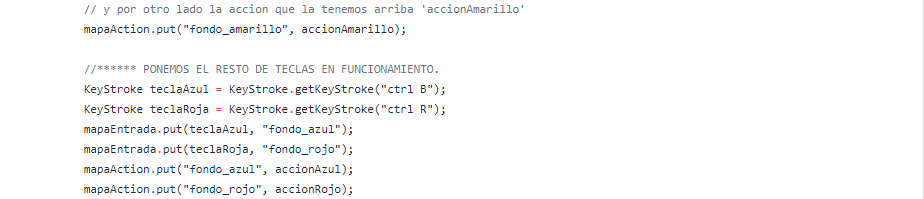 // y por otro lado la accion que la tenemos arriba 'accionAmarillo'
mapaAction.put("fondo_amarillo", accionAmarillo);
//****** PONEMOS EL RESTO DE TECLAS EN FUNCIONAMIENTO.
KeyStroke teclaAzul = KeyStroke.getKeyStroke("ctrl B");
KeyStroke teclaRoja = KeyStroke.getKeyStroke("ctrl R");
mapaEntrada.put(teclaAzul, "fondo_azul");
mapaEntrada.put(teclaRoja, "fondo_rojo");
mapaAction.put("fondo_azul", accionAzul);
mapaAction.put("fondo_rojo", accionRojo);